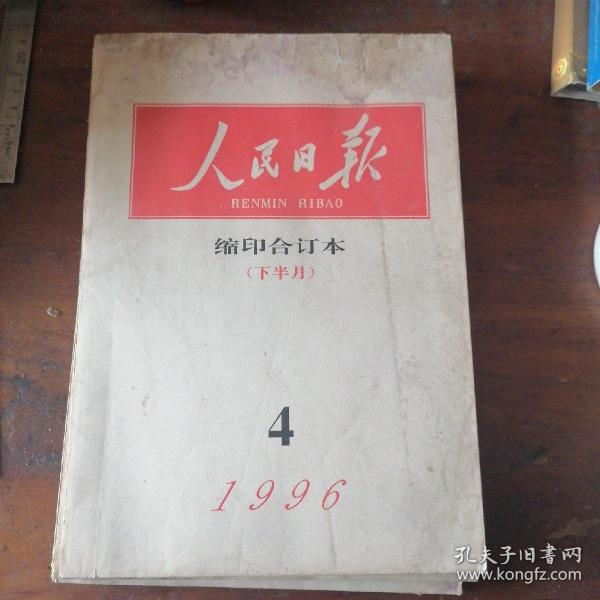 人民日报
RENMIN RIBAO
缩印合订本
(下半月)
4
1996
孔夫子旧书网
www.kongfz.com